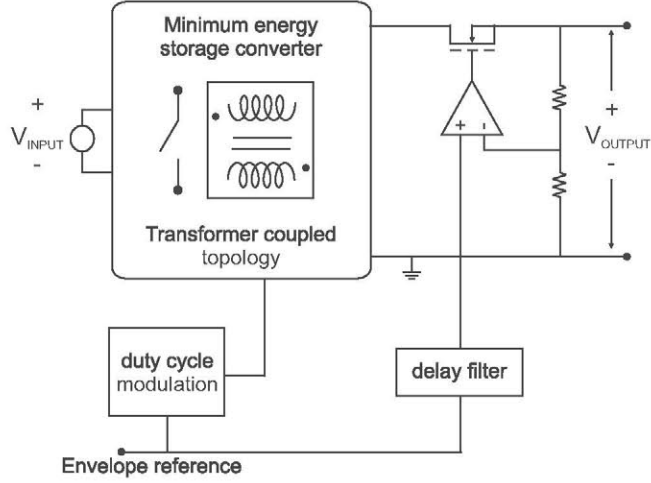 Minimum energy
storage converter
+
V_INPUT
-
Transformer coupled
topology
+ -
+
V_OUTPUT
-
duty cycle
modulation
delay filter
Envelope reference